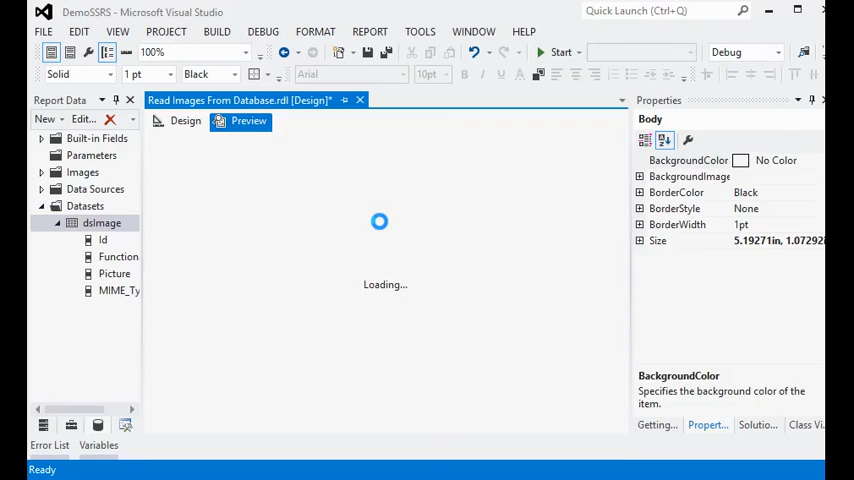 DemoSSRS - Microsoft Visual Studio
Quick Launch (Ctrl+Q)
FILE EDIT VIEW PROJECT BUILD DEBUG FORMAT REPORT TOOLS WINDOW HELP
100% Start Debug
Solid 1 pt Black Arial 10pt B I U A
Report Data
Read Images From Database.rdl [Design]*
Properties
New Edit...
Design Preview
Body
Built-in Fields
Parameters
Images
Data Sources
Datasets
dsImage
Id
Function
Picture
MIME_Ty
Loading...
BackgroundColor No Color
BackgroundImage
BorderColor Black
BorderStyle None
BorderWidth 1pt
Size 5.19271in, 1.07292i
BackgroundColor
Specifies the background color of the
item.
Getting... Propert... Solutio... Class Vi...
Error List Variables
Ready